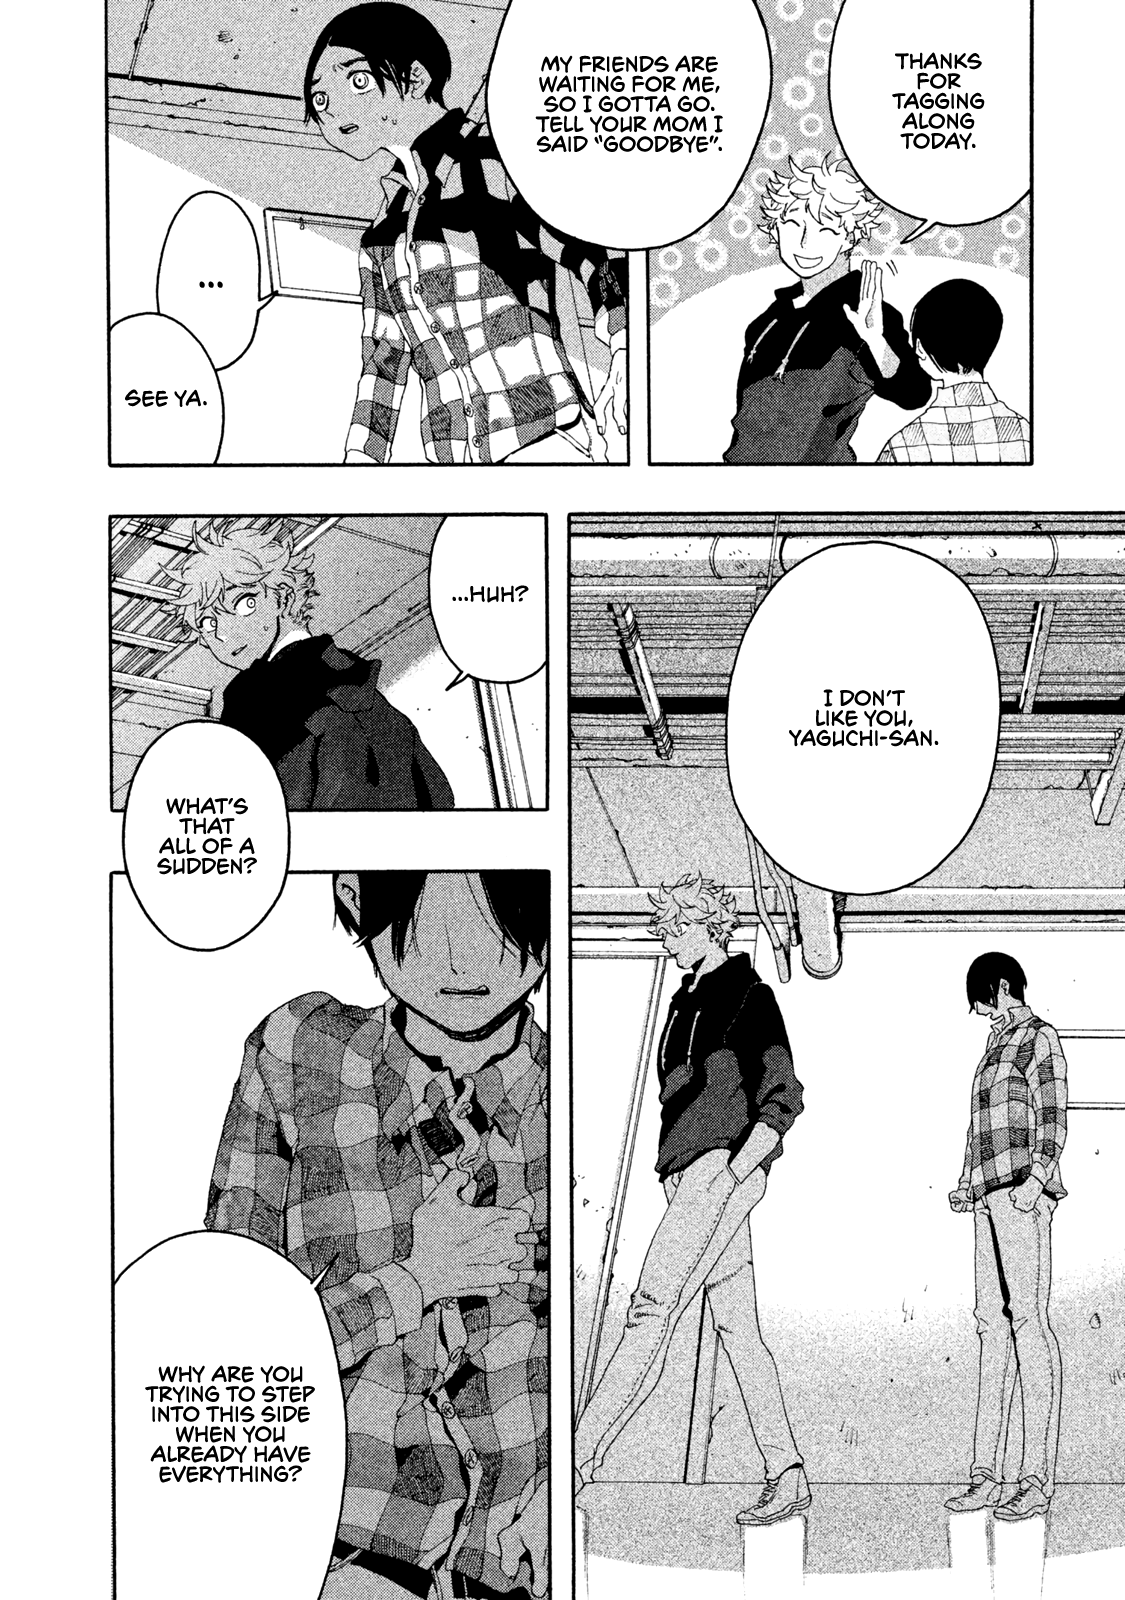 THANKS
FOR
TAGGING
ALONG
TODAY.
MY FRIENDS ARE
WAITING FOR ME,
SO I GOTTA GO.
TELL YOUR MOM I
SAID “GOODBYE”.
...
SEE YA.
I DON'T
LIKE YOU,
YAGUCHI-SAN.
...HUH?
WHAT'S
THAT
ALL OF A
SUDDEN?
WHY ARE YOU
TRYING TO STEP
INTO THIS SIDE
WHEN YOU
ALREADY HAVE
EVERYTHING?